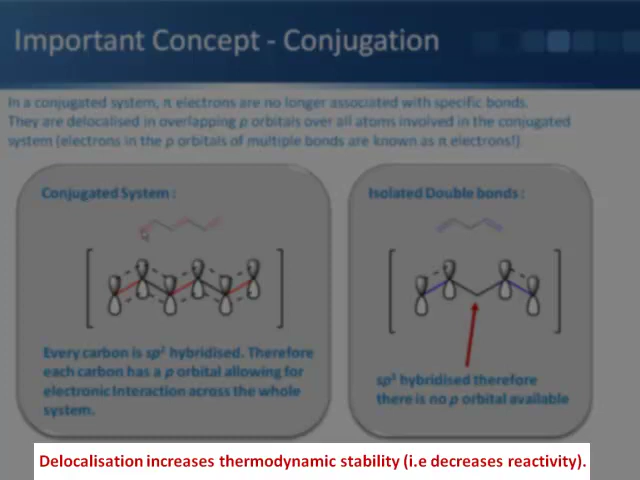 Important Concept - Conjugation
In a conjugated system, π electrons are no longer associated with specific bonds.
They are delocalised in overlapping p orbitals over all atoms involved in the conjugated
system (electrons in the p orbitals of multiple bonds are known as π electrons!).
Conjugated System :
Every carbon is sp² hybridised. Therefore
each carbon has a p orbital allowing for
electronic Interaction across the whole
system.
Isolated Double bonds :
sp³ hybridised therefore
there is no p orbital available
Delocalisation increases thermodynamic stability (i.e decreases reactivity).